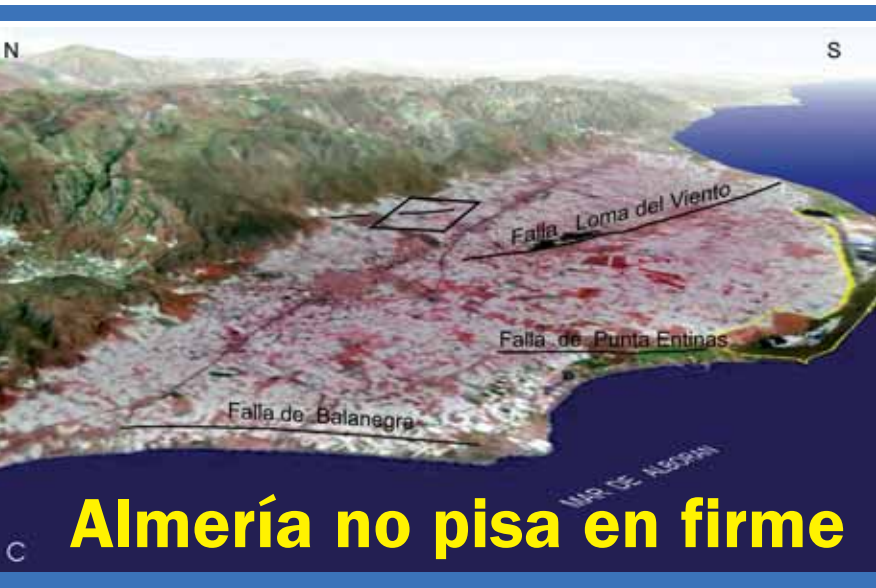 N
S
Falla Loma del Viento
Falla de Punta Entinas
Falla de Balanegra
MAR DE ALBORAN
C
Almería no pisa en firme